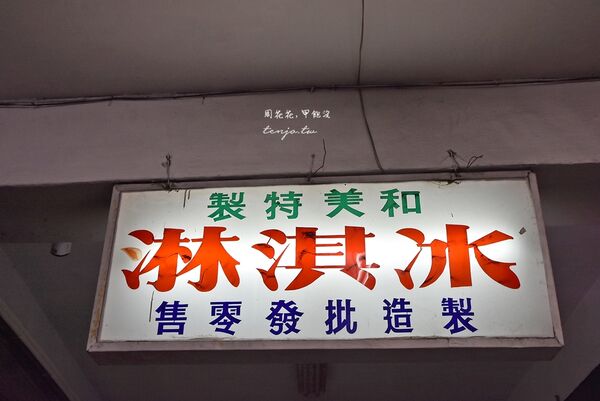 周花花,甲飽沒
tenjo.tw
和美特製
冰淇淋
製造批發零售